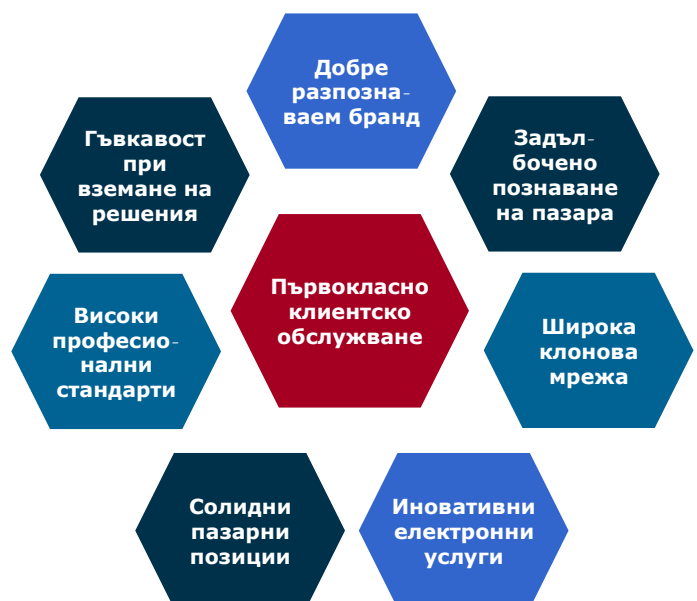 Добре
разпозна-
ваем бранд
Гъвкавост
при
вземане на
решения
Задъл-
бочено
познаване
на пазара
Първокласно
клиентско
обслужване
Високи
професио-
нални
стандарти
Широка
клонова
мрежа
Солидни
пазарни
позиции
Иновативни
електронни
услуги